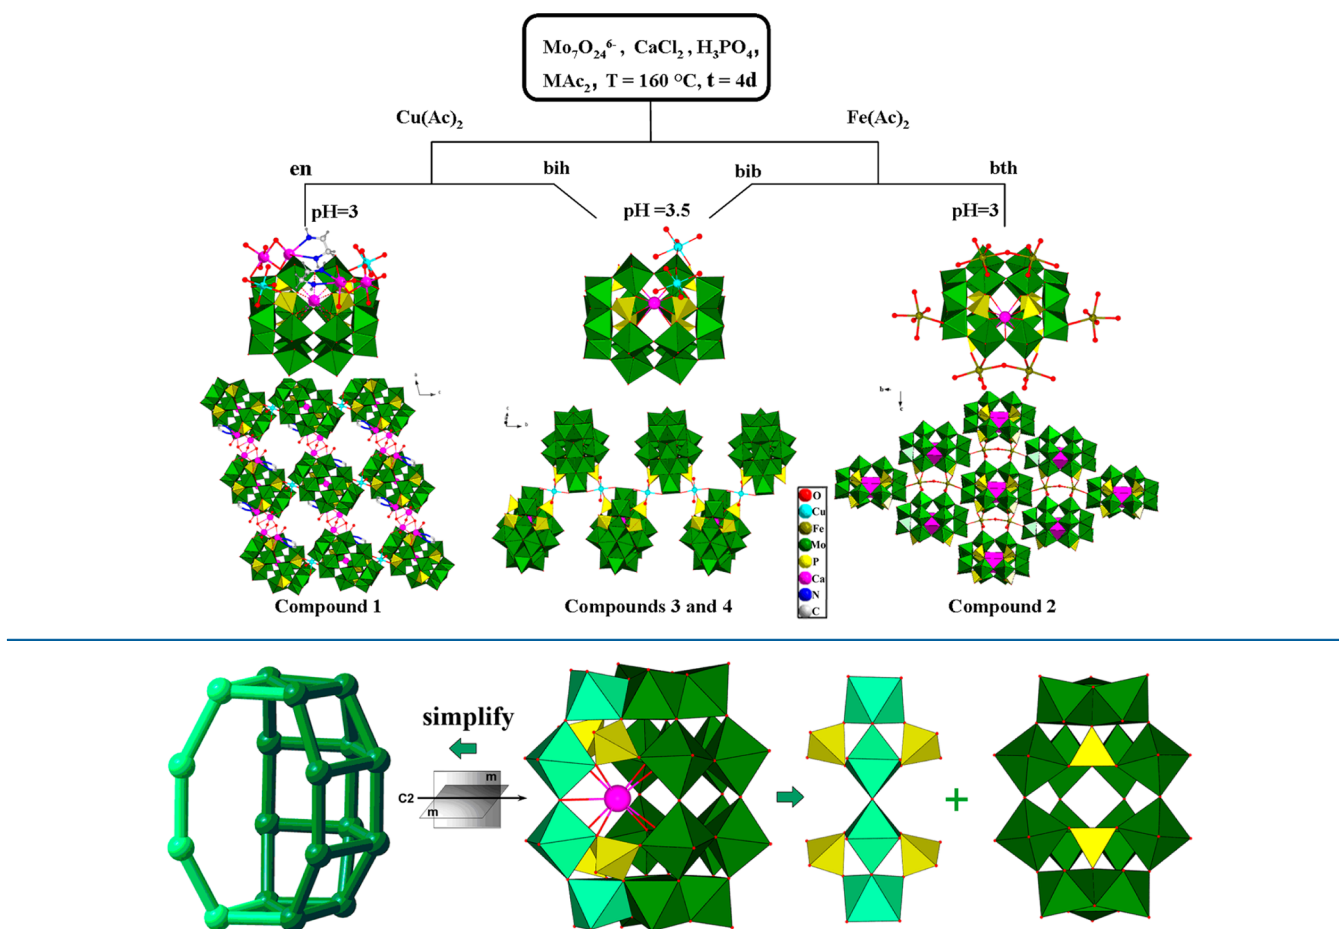 Mo₇O₂₄⁶⁻, CaCl₂, H₃PO₄,
MAc₂, T = 160 °C, t = 4d
Cu(Ac)₂
Fe(Ac)₂
en
bih
bib
bth
pH=3
pH =3.5
pH=3
a
c
c
b
b
c
O
Cu
Fe
Mo
P
Ca
N
C
Compound 1
Compounds 3 and 4
Compound 2
simplify
m
C2
m
+